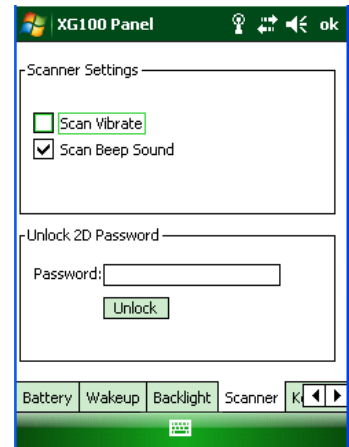 XG100 Panel ok
Scanner Settings
Scan Vibrate
Scan Beep Sound
Unlock 2D Password
Password:
Unlock
Battery Wakeup Backlight Scanner